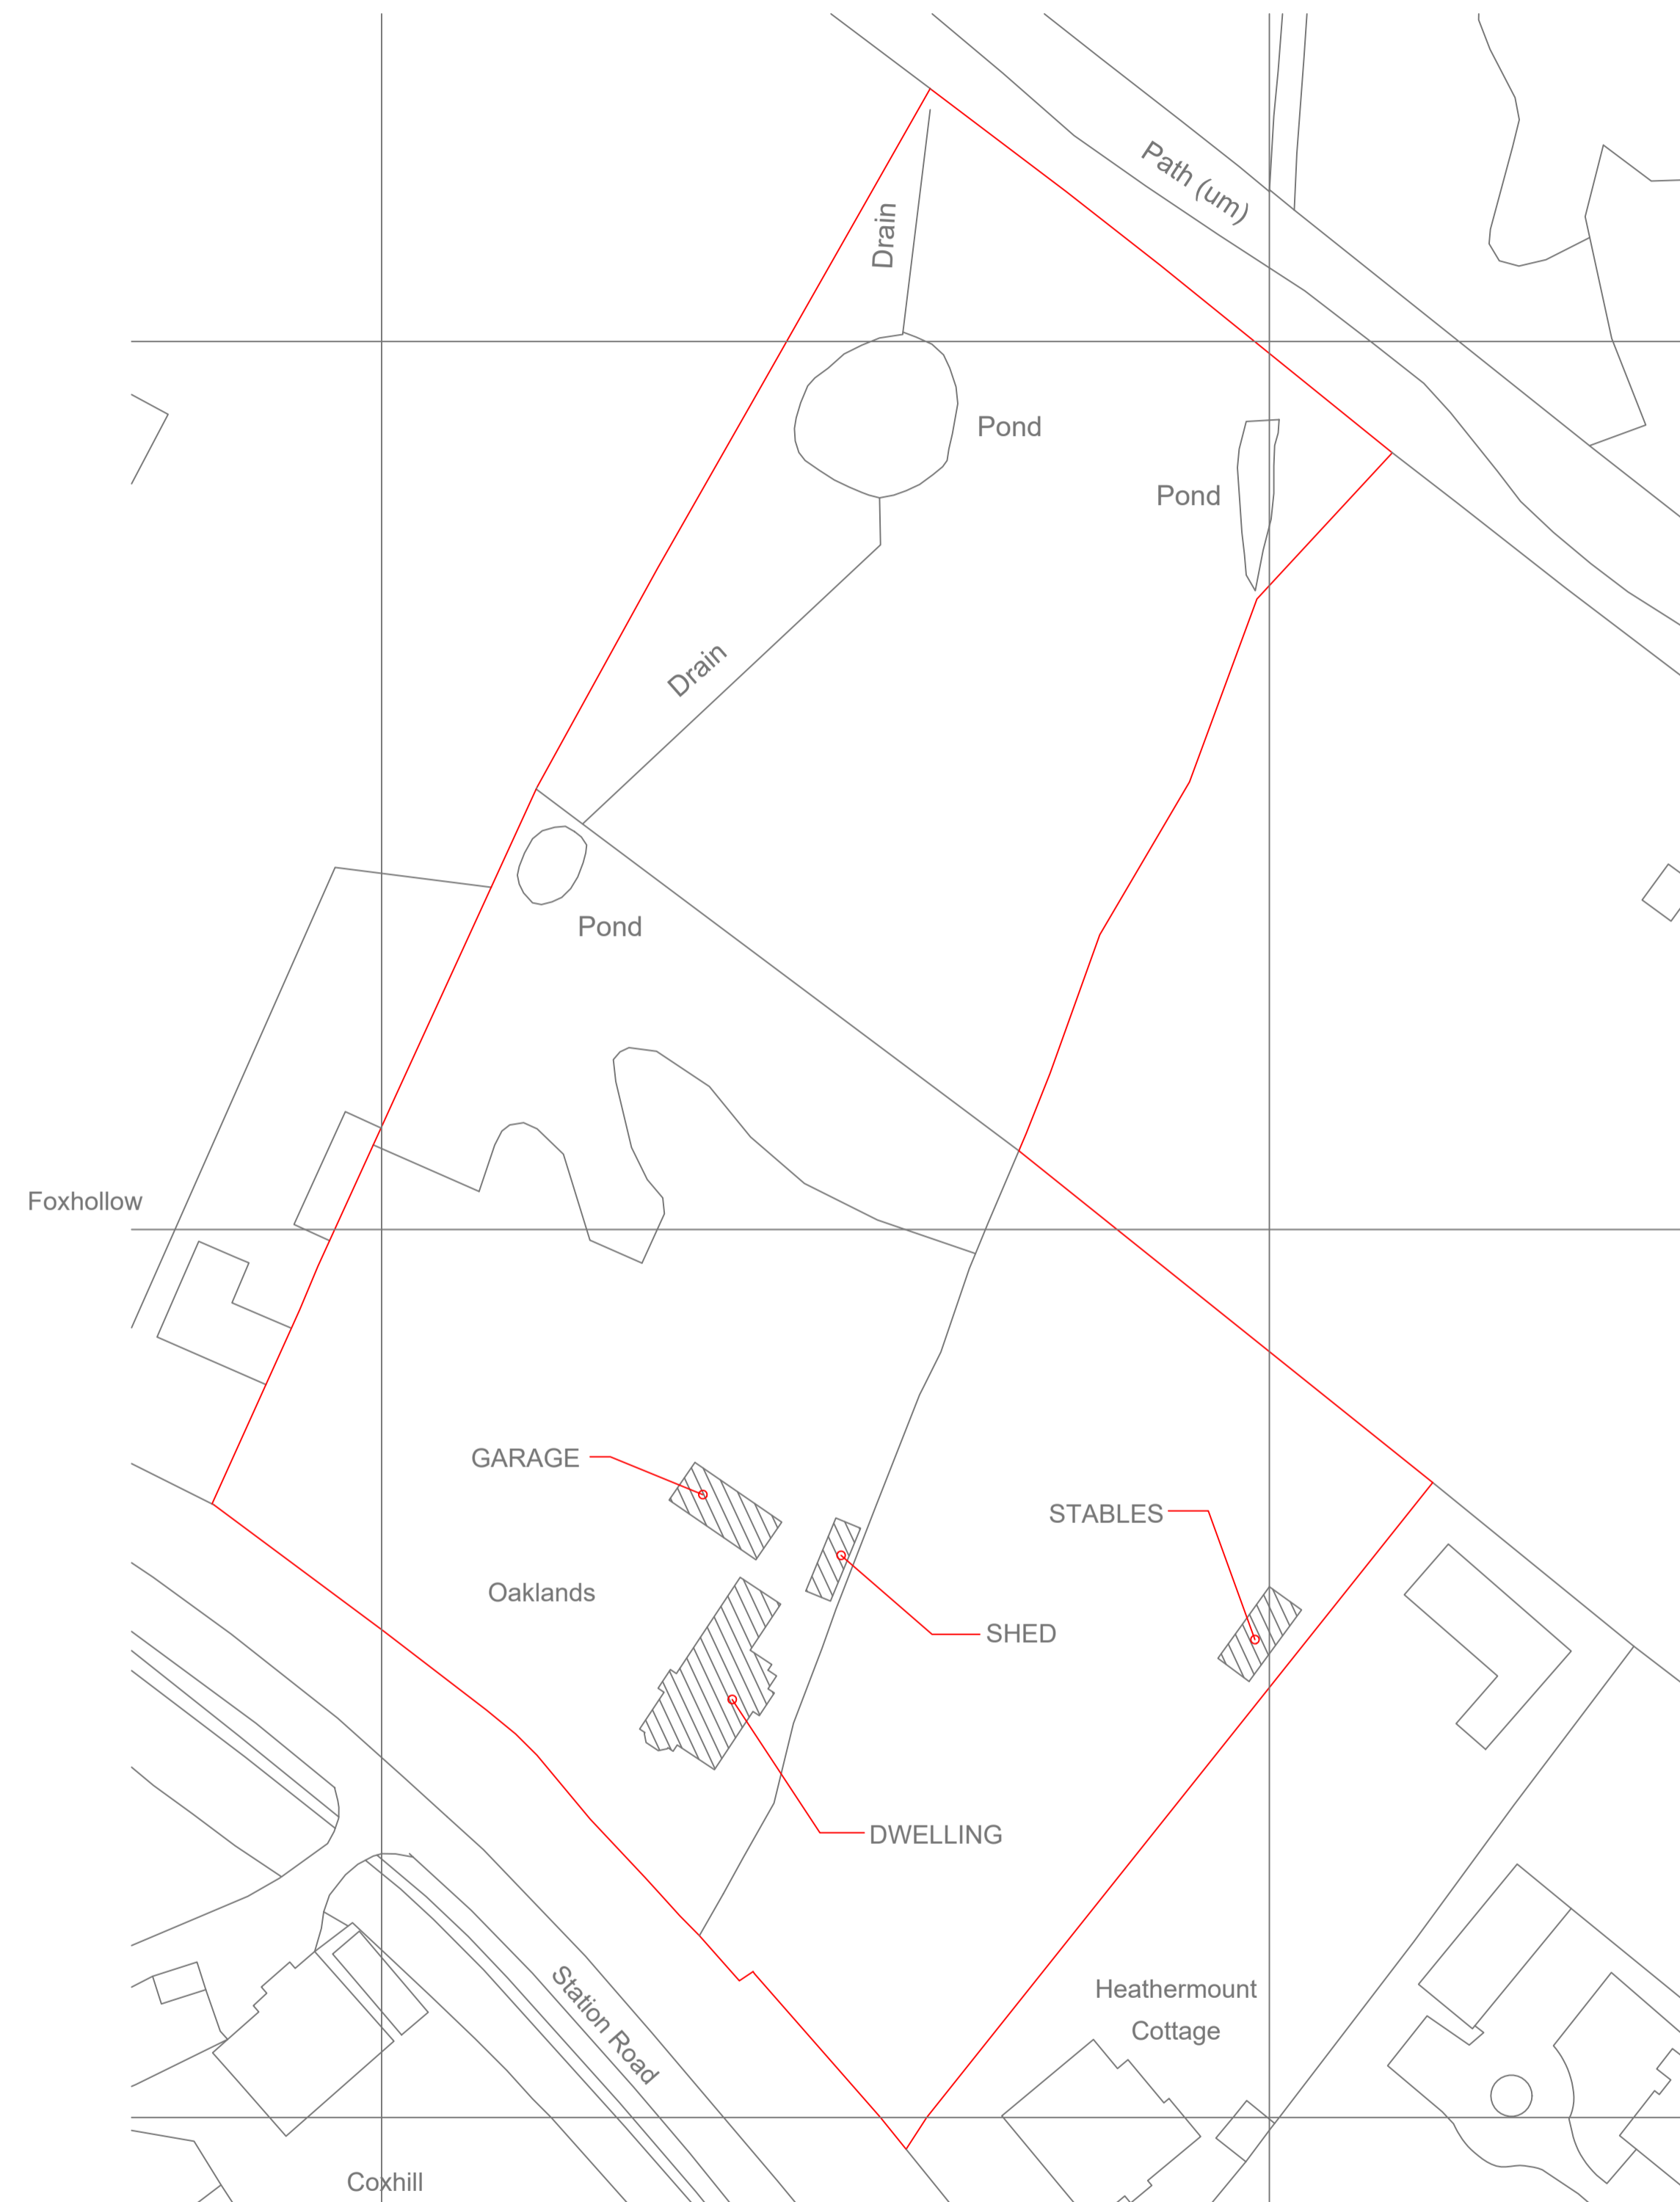 Path (um)
Drain
Pond
Pond
Drain
Pond
Foxhollow
GARAGE
STABLES
Oaklands
SHED
DWELLING
Station Road
Heathermount
Cottage
Coxhill